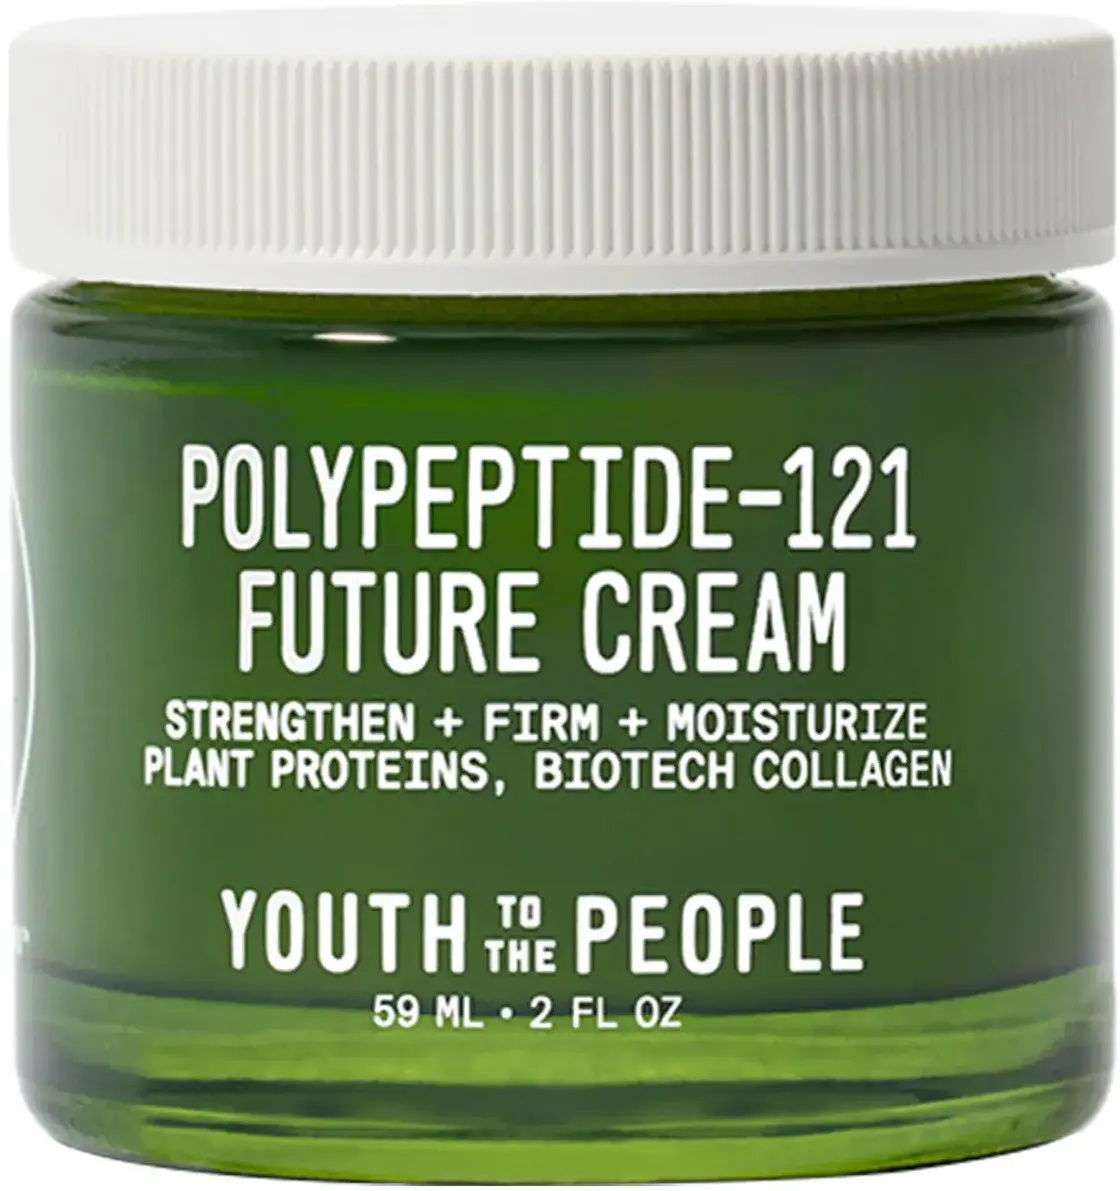 POLYPEPTIDE-121
FUTURE CREAM
STRENGTHEN + FIRM + MOISTURIZE
PLANT PROTEINS, BIOTECH COLLAGEN
YOUTH TO THE PEOPLE
59 ML • 2 FL OZ